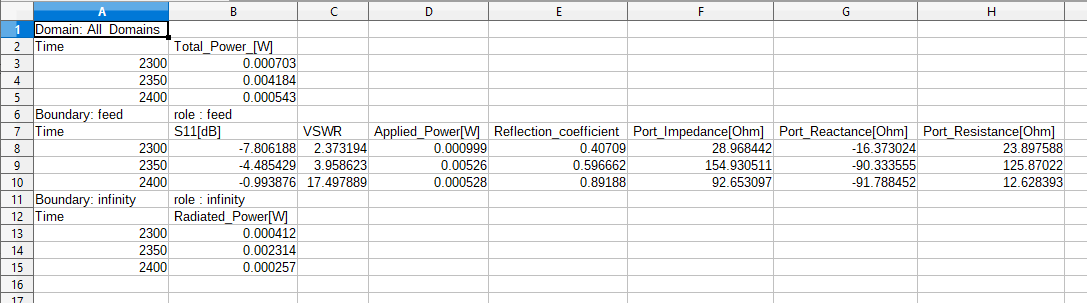 A B C D E F G H
1 Domain: All_Domains
2 Time Total_Power_[W]
3 2300 0.000703
4 2350 0.004184
5 2400 0.000543
6 Boundary: feed role : feed
7 Time S11[dB] VSWR Applied_Power[W] Reflection_coefficient Port_Impedance[Ohm] Port_Reactance[Ohm] Port_Resistance[Ohm]
8 2300 -7.806188 2.373194 0.000999 0.40709 28.968442 -16.373024 23.897588
9 2350 -4.485429 3.958623 0.00526 0.596662 154.930511 -90.333555 125.87022
10 2400 -0.993876 17.497889 0.000528 0.89188 92.653097 -91.788452 12.628393
11 Boundary: infinity role : infinity
12 Time Radiated_Power[W]
13 2300 0.000412
14 2350 0.002314
15 2400 0.000257
16
17